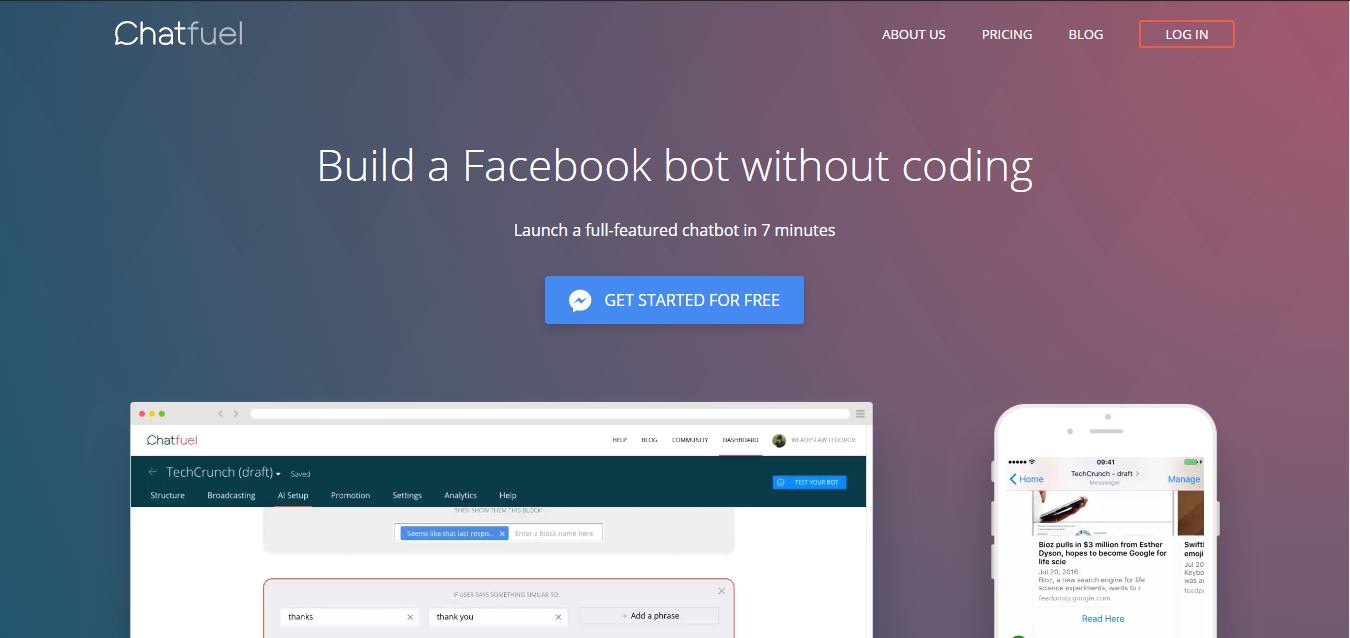 Chatfuel
ABOUT US PRICING BLOG LOG IN
Build a Facebook bot without coding
Launch a full-featured chatbot in 7 minutes
GET STARTED FOR FREE
Chatfuel
HELP BLOG COMMUNITY DASHBOARD WLADYSLAW FEDOROV
TechCrunch (draft) Saved
TEST YOUR BOT
Structure Broadcasting AI Setup Promotion Settings Analytics Help
THEN SHOW THEM THIS BLOCK:
Seems like that last respo... × Enter a block name here
IF USER SAYS SOMETHING SIMILAR TO:
thanks × thank you × + Add a phrase
09:41
Home TechCrunch - draft > Manage
Messenger
Bioz pulls in $3 million from Esther
Dyson, hopes to become Google for
life scie
Jul 20, 2016
Bioz, a new search engine for life
science experiments, wants to r
feedproxy.google.com
Read Here
Swiftk
emoji
Jul 20
Keybo
was a
feedp